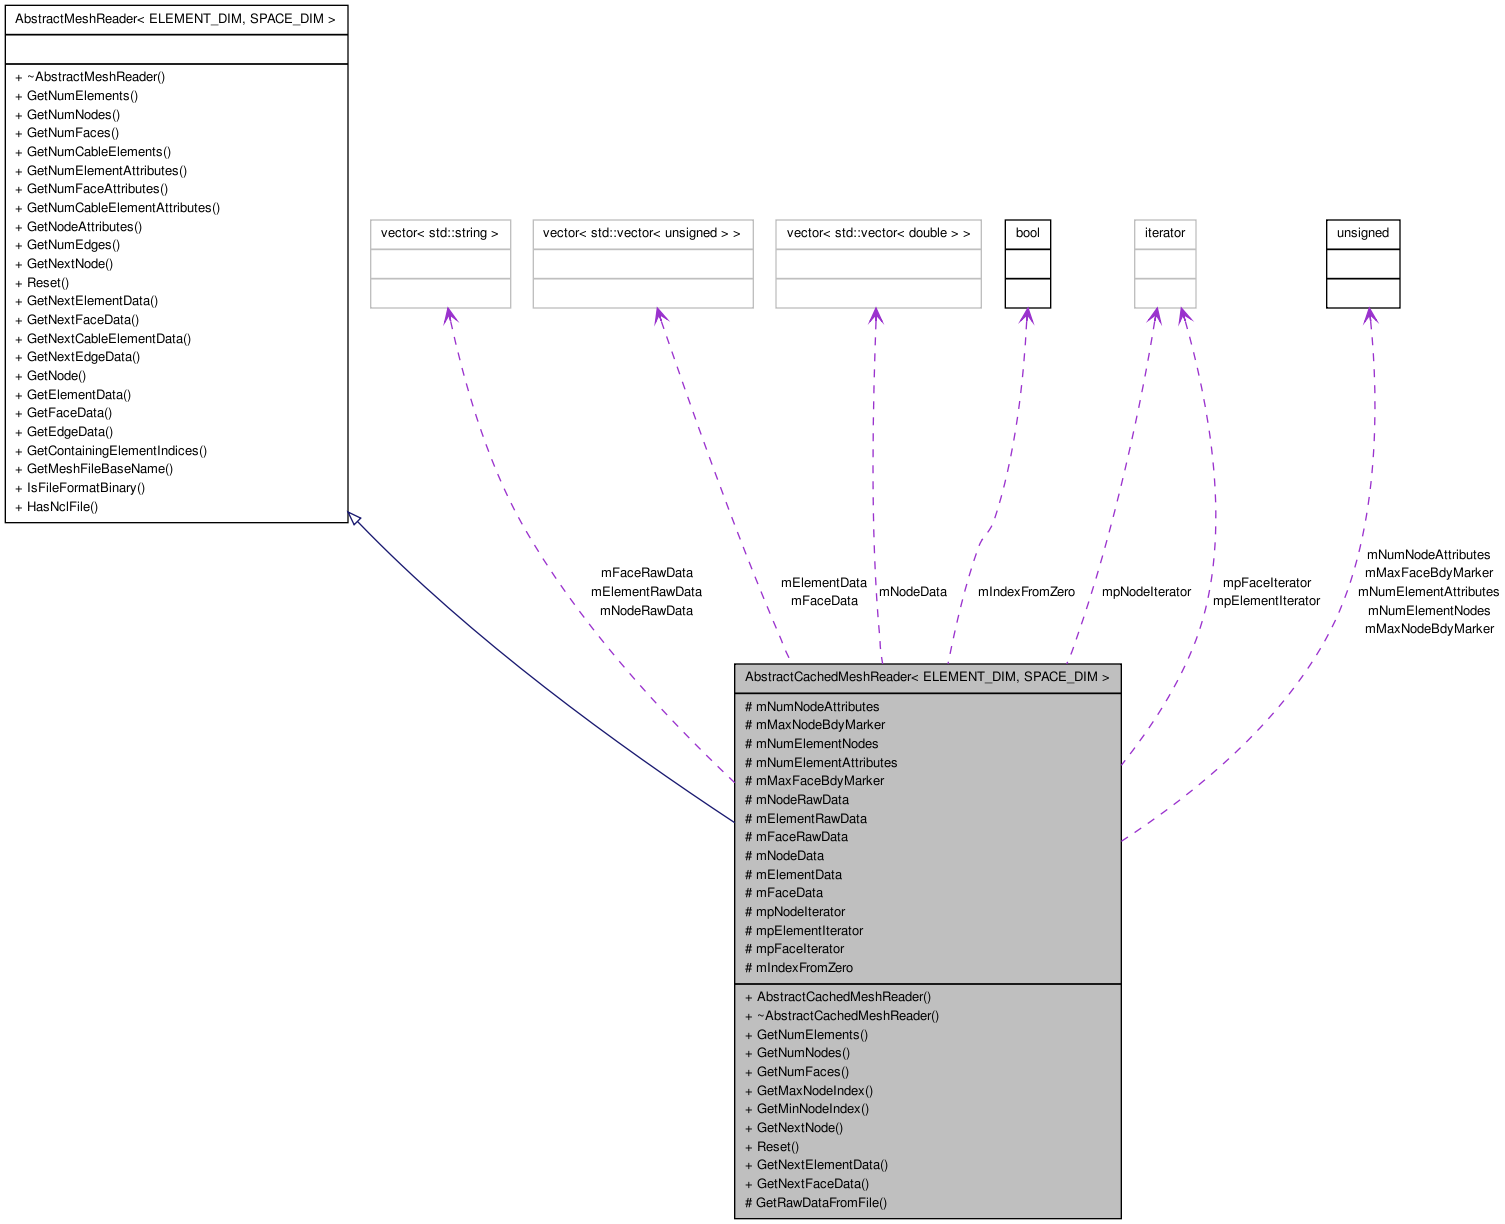 AbstractMeshReader< ELEMENT_DIM, SPACE_DIM >
+ ~AbstractMeshReader()
+ GetNumElements()
+ GetNumNodes()
+ GetNumFaces()
+ GetNumCableElements()
+ GetNumElementAttributes()
+ GetNumFaceAttributes()
+ GetNumCableElementAttributes()
+ GetNodeAttributes()
+ GetNumEdges()
+ GetNextNode()
+ Reset()
+ GetNextElementData()
+ GetNextFaceData()
+ GetNextCableElementData()
+ GetNextEdgeData()
+ GetNode()
+ GetElementData()
+ GetFaceData()
+ GetEdgeData()
+ GetContainingElementIndices()
+ GetMeshFileBaseName()
+ IsFileFormatBinary()
+ HasNclFile()
vector< std::string >
vector< std::vector< unsigned > >
vector< std::vector< double > >
bool
iterator
unsigned
mFaceRawData
mElementRawData
mNodeRawData
mElementData
mFaceData
mNodeData
mIndexFromZero
mpNodeIterator
mpFaceIterator
mpElementIterator
mNumNodeAttributes
mMaxFaceBdyMarker
mNumElementAttributes
mNumElementNodes
mMaxNodeBdyMarker
AbstractCachedMeshReader< ELEMENT_DIM, SPACE_DIM >
# mNumNodeAttributes
# mMaxNodeBdyMarker
# mNumElementNodes
# mNumElementAttributes
# mMaxFaceBdyMarker
# mNodeRawData
# mElementRawData
# mFaceRawData
# mNodeData
# mElementData
# mFaceData
# mpNodeIterator
# mpElementIterator
# mpFaceIterator
# mIndexFromZero
+ AbstractCachedMeshReader()
+ ~AbstractCachedMeshReader()
+ GetNumElements()
+ GetNumNodes()
+ GetNumFaces()
+ GetMaxNodeIndex()
+ GetMinNodeIndex()
+ GetNextNode()
+ Reset()
+ GetNextElementData()
+ GetNextFaceData()
# GetRawDataFromFile()